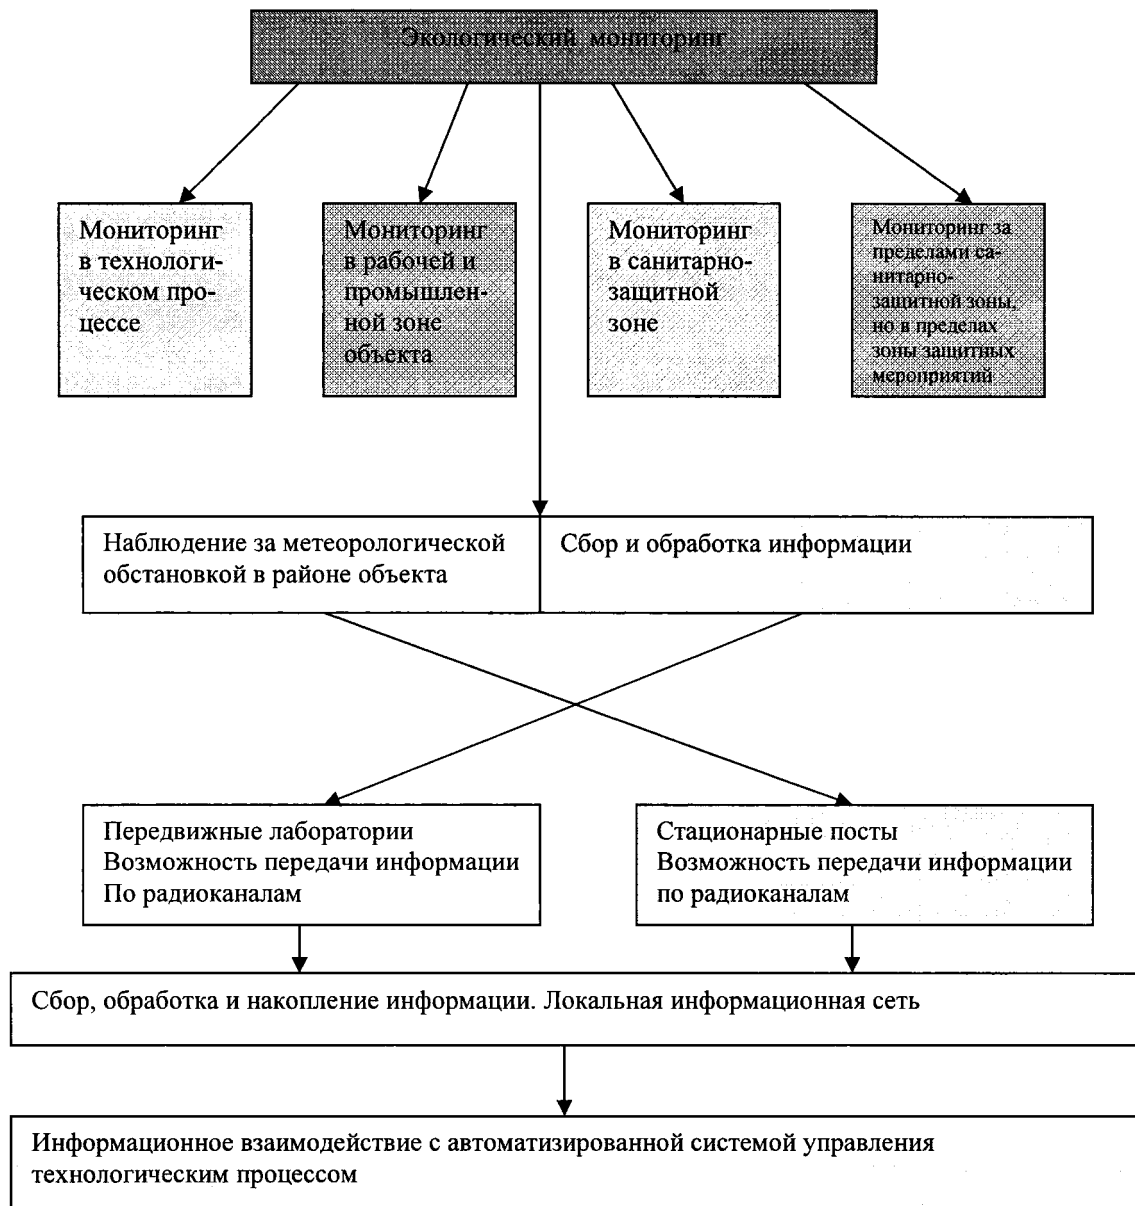 Экологический мониторинг
Мониторинг
в технологи-
ческом про-
цессе
Мониторинг
в рабочей и
промышлен-
ной зоне
объекта
Мониторинг
в санитарно-
защитной
зоне
Мониторинг за
пределами са-
нитарно-
защитной зоны,
но в пределах
зоны защитных
мероприятий
Наблюдение за метеорологической
обстановкой в районе объекта
Сбор и обработка информации
Передвижные лаборатории
Возможность передачи информации
По радиоканалам
Стационарные посты
Возможность передачи информации
по радиоканалам
Сбор, обработка и накопление информации. Локальная информационная сеть
Информационное взаимодействие с автоматизированной системой управления
технологическим процессом